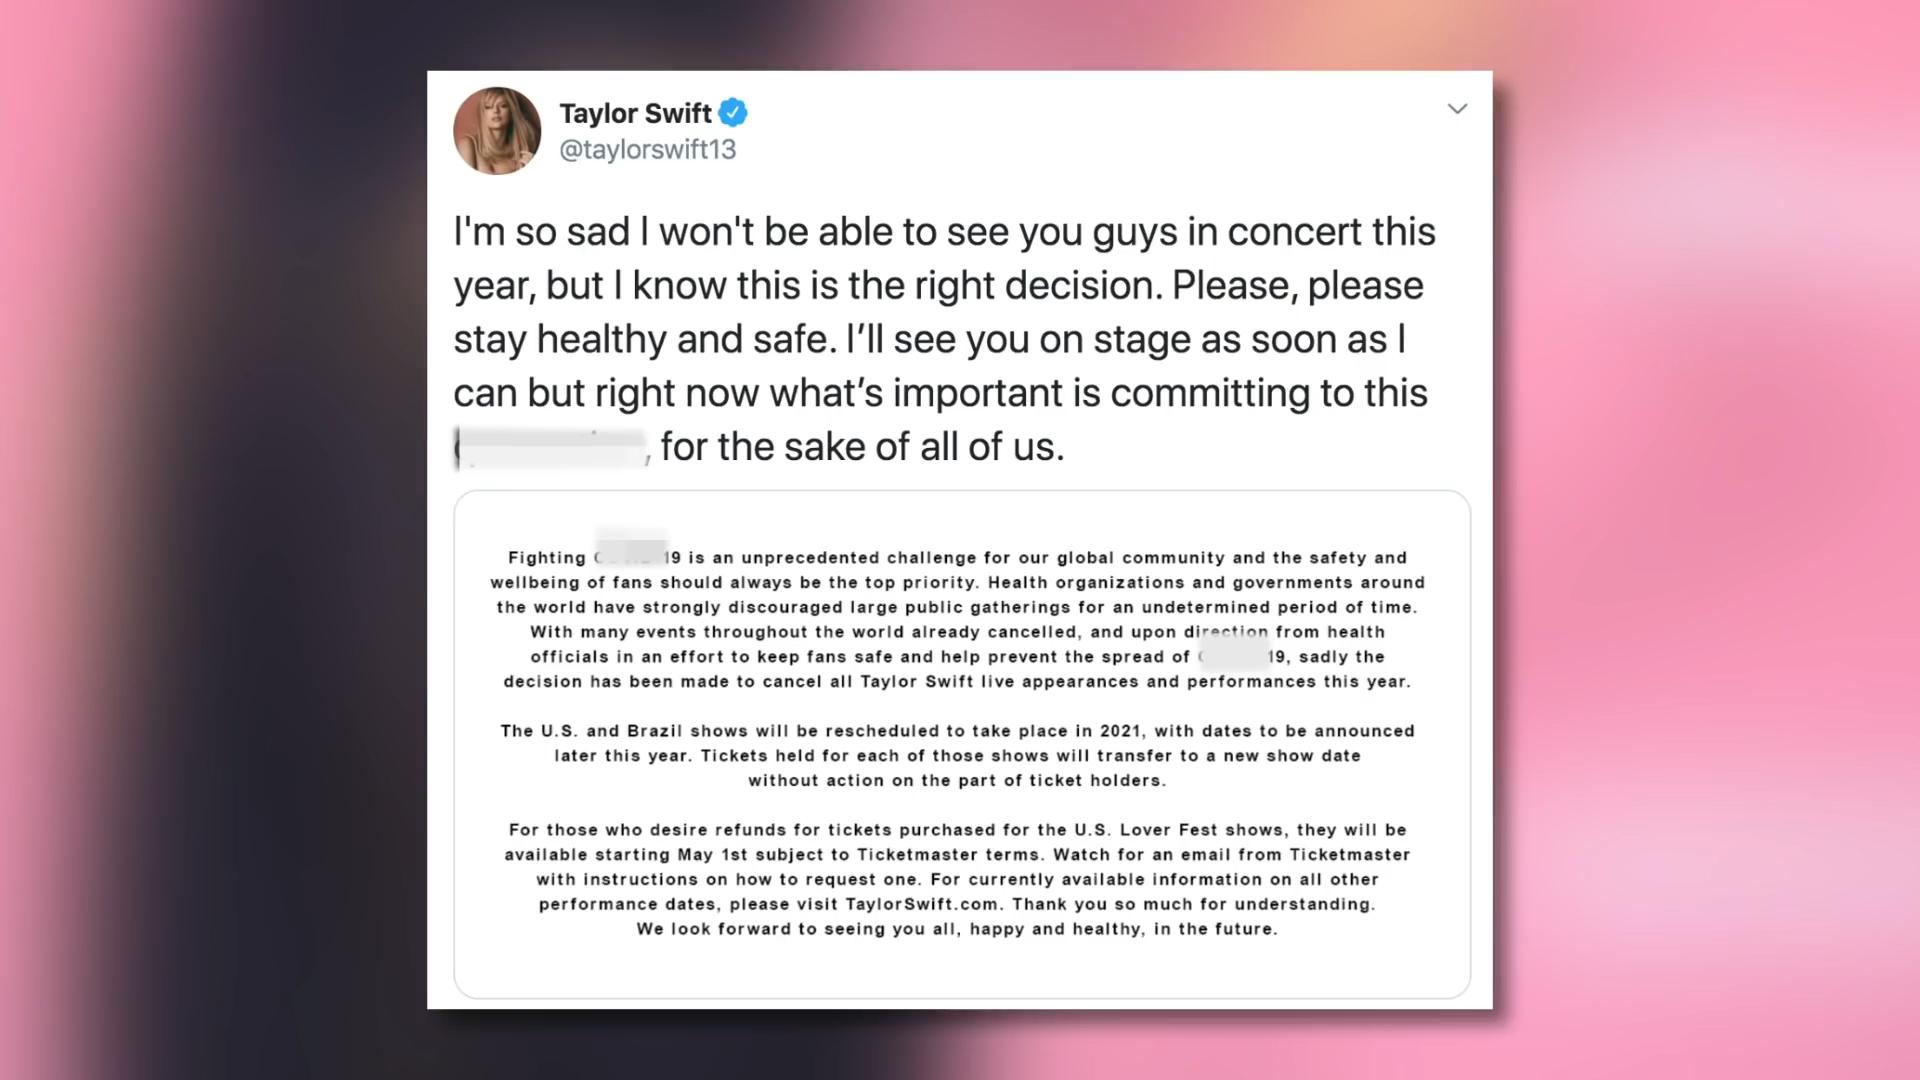 Taylor Swift
@taylorswift13
I'm so sad I won't be able to see you guys in concert this
year, but I know this is the right decision. Please, please
stay healthy and safe. I’ll see you on stage as soon as I
can but right now what’s important is committing to this
, for the sake of all of us.
Fighting 19 is an unprecedented challenge for our global community and the safety and
wellbeing of fans should always be the top priority. Health organizations and governments around
the world have strongly discouraged large public gatherings for an undetermined period of time.
With many events throughout the world already cancelled, and upon direction from health
officials in an effort to keep fans safe and help prevent the spread of 19, sadly the
decision has been made to cancel all Taylor Swift live appearances and performances this year.
The U.S. and Brazil shows will be rescheduled to take place in 2021, with dates to be announced
later this year. Tickets held for each of those shows will transfer to a new show date
without action on the part of ticket holders.
For those who desire refunds for tickets purchased for the U.S. Lover Fest shows, they will be
available starting May 1st subject to Ticketmaster terms. Watch for an email from Ticketmaster
with instructions on how to request one. For currently available information on all other
performance dates, please visit TaylorSwift.com. Thank you so much for understanding.
We look forward to seeing you all, happy and healthy, in the future.